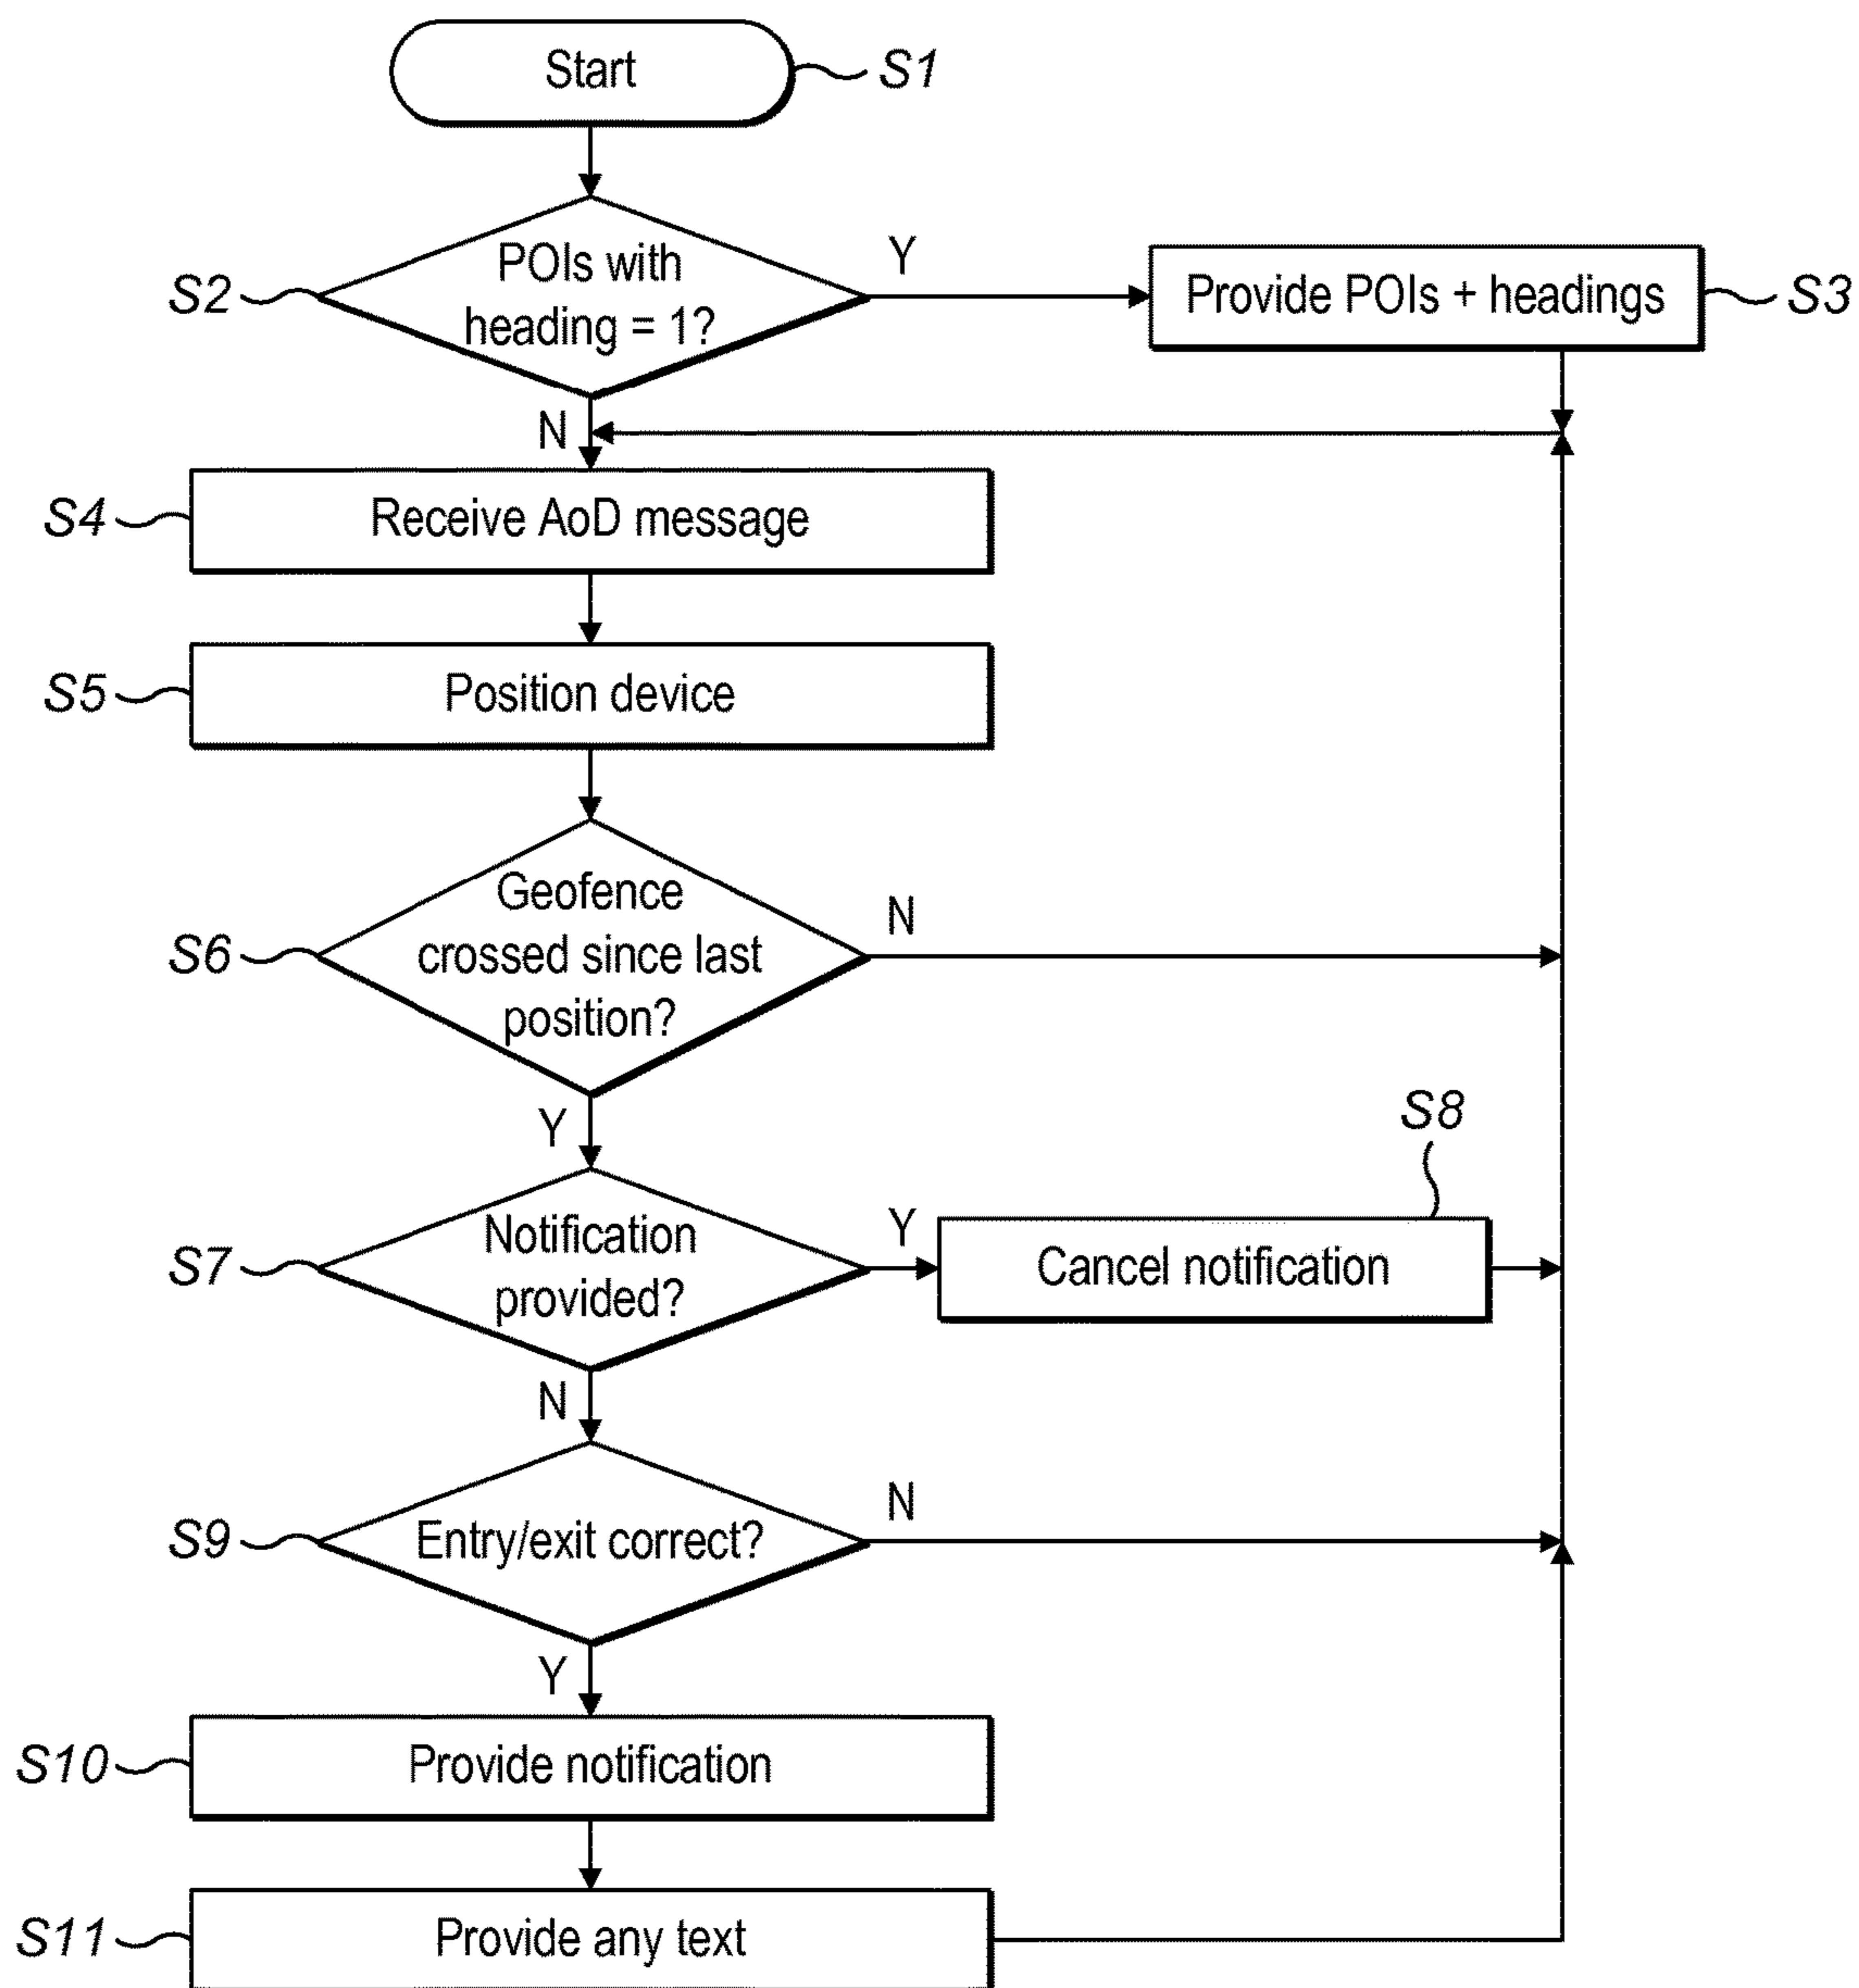 Start
S1
S2
POIs with
heading = 1?
Y
Provide POIs + headings
S3
N
S4
Receive AoD message
S5
Position device
S6
Geofence
crossed since last
position?
N
Y
S8
S7
Notification
provided?
Y
Cancel notification
N
S9
Entry/exit correct?
N
Y
S10
Provide notification
S11
Provide any text